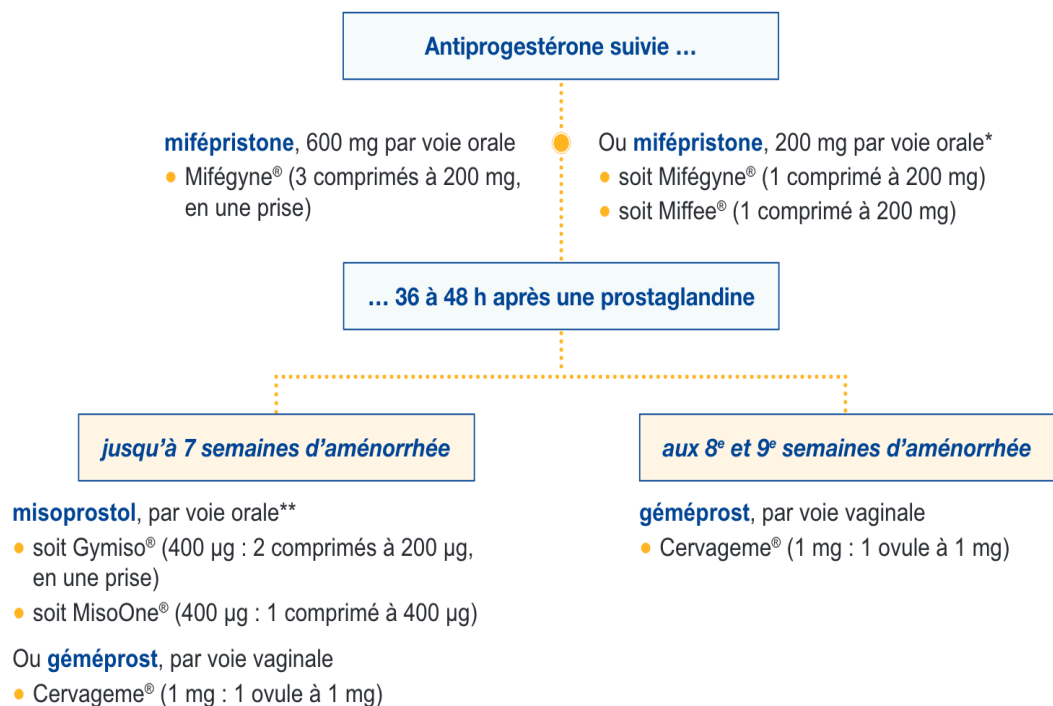 Antiprogestérone suivie …
mifépristone, 600 mg par voie orale
• Mifégyne® (3 comprimés à 200 mg,
en une prise)
Ou mifépristone, 200 mg par voie orale*
• soit Mifégyne® (1 comprimé à 200 mg)
• soit Miffee® (1 comprimé à 200 mg)
… 36 à 48 h après une prostaglandine
jusqu’à 7 semaines d’aménorrhée
misoprostol, par voie orale**
• soit Gymiso® (400 µg : 2 comprimés à 200 µg,
en une prise)
• soit MisoOne® (400 µg : 1 comprimé à 400 µg)
Ou géméprost, par voie vaginale
• Cervageme® (1 mg : 1 ovule à 1 mg)
aux 8e et 9e semaines d’aménorrhée
géméprost, par voie vaginale
• Cervageme® (1 mg : 1 ovule à 1 mg)